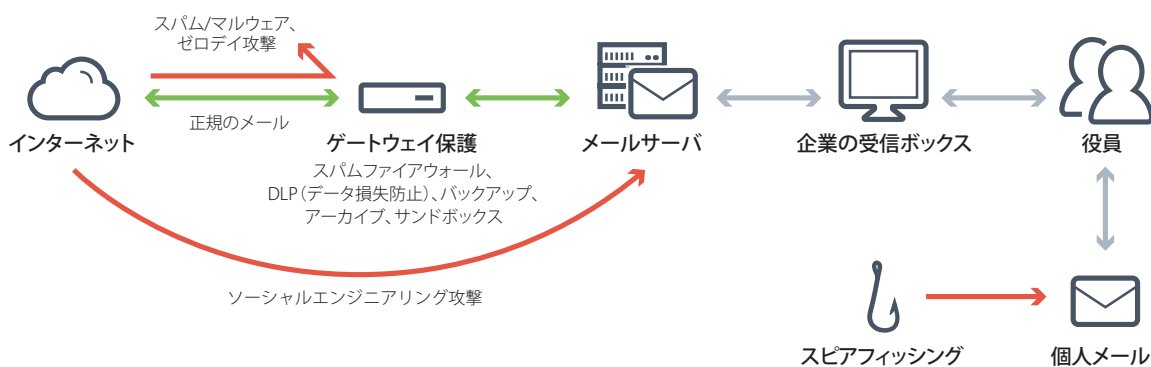 スパム/マルウェア、
ゼロデイ攻撃
正規のメール
インターネット
ゲートウェイ保護
メールサーバ
企業の受信ボックス
役員
スパムファイアウォール、
DLP(データ損失防止)、バックアップ、
アーカイブ、サンドボックス
ソーシャルエンジニアリング攻撃
スピアフィッシング
個人メール